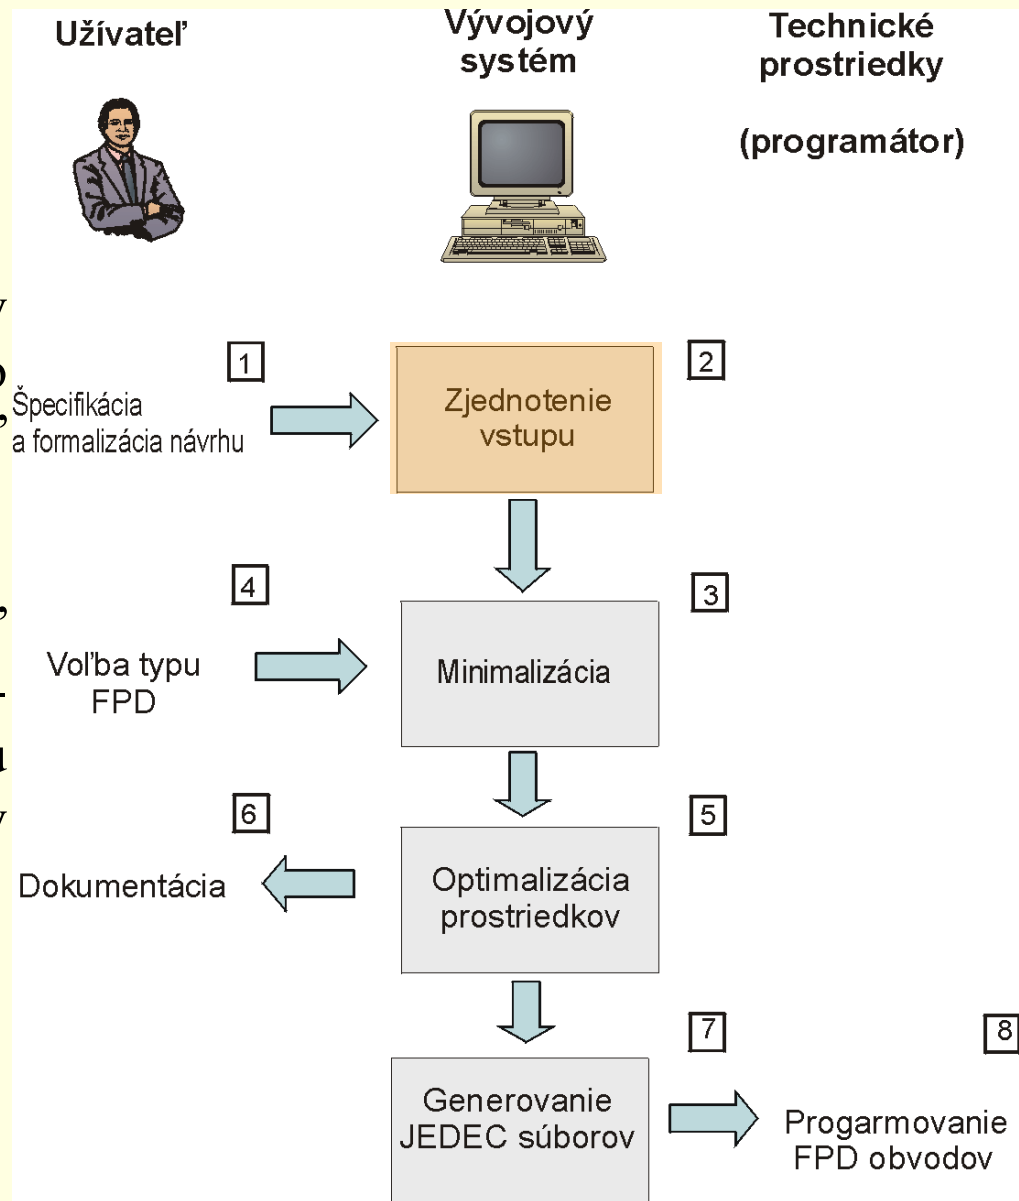 Užívateľ
Vývojový
systém
Technické
prostriedky
(programátor)
1
2
Špecifikácia
a formalizácia návrhu
Zjednotenie
vstupu
4
3
Voľba typu
FPD
Minimalizácia
6
5
Dokumentácia
Optimalizácia
prostriedkov
7
8
Generovanie
JEDEC súborov
Progarmovanie
FPD obvodov